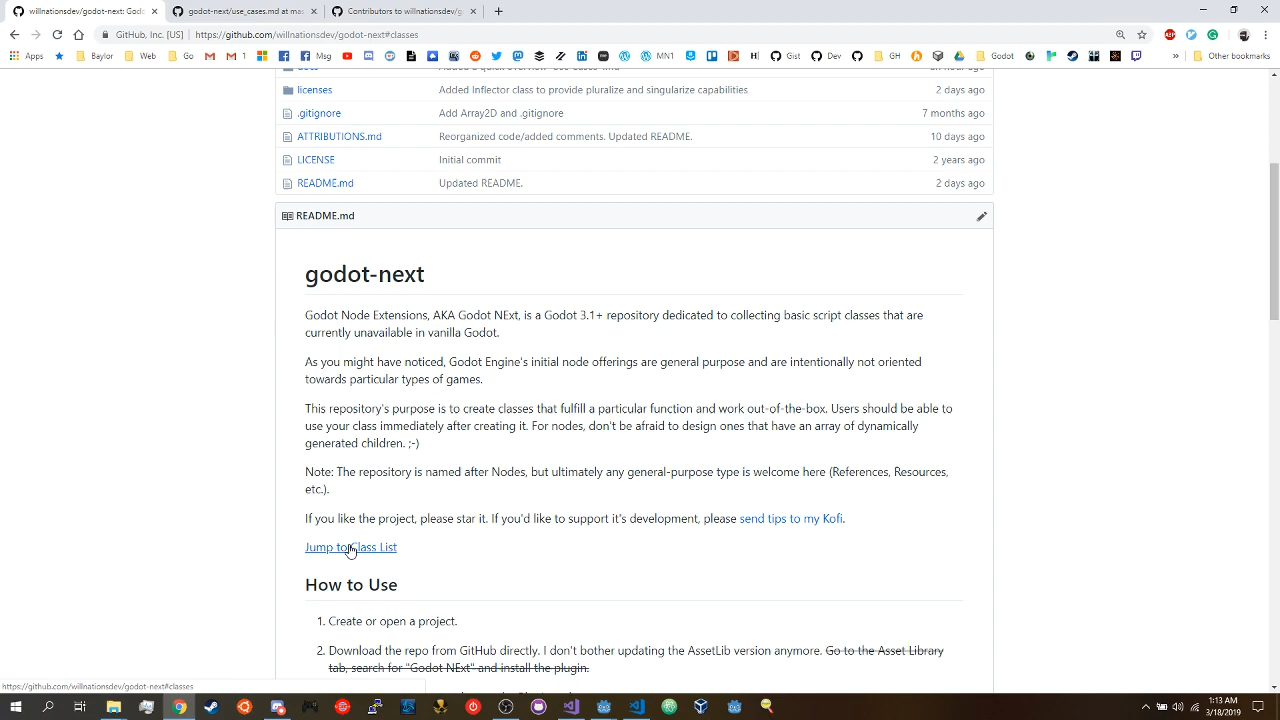 willnationsdev/godot-next: God
godot-next/use_cases.md at mas
Contributors to willnationsdev/g
GitHub, Inc. [US]
https://github.com/willnationsdev/godot-next#classes
Apps
Baylor
Web
Go
1
Msg
MN1
Gist
Dev
GH
Godot
»
Other bookmarks
licenses
Added Inflector class to provide pluralize and singularize capabilities
2 days ago
.gitignore
Add Array2D and .gitignore
7 months ago
ATTRIBUTIONS.md
Reorganized code/added comments. Updated README.
10 days ago
LICENSE
Initial commit
2 years ago
README.md
Updated README.
2 days ago
README.md
godot-next
Godot Node Extensions, AKA Godot NExt, is a Godot 3.1+ repository dedicated to collecting basic script classes that are
currently unavailable in vanilla Godot.
As you might have noticed, Godot Engine's initial node offerings are general purpose and are intentionally not oriented
towards particular types of games.
This repository's purpose is to create classes that fulfill a particular function and work out-of-the-box. Users should be able to
use your class immediately after creating it. For nodes, don't be afraid to design ones that have an array of dynamically
generated children. ;-)
Note: The repository is named after Nodes, but ultimately any general-purpose type is welcome here (References, Resources,
etc.).
If you like the project, please star it. If you'd like to support it's development, please send tips to my Kofi.
Jump to Class List
How to Use
1. Create or open a project.
2. Download the repo from GitHub directly. I don't bother updating the AssetLib version anymore. Go to the Asset Library
tab, search for "Godot NExt" and install the plugin.
https://github.com/willnationsdev/godot-next#classes
1:13 AM
3/18/2019